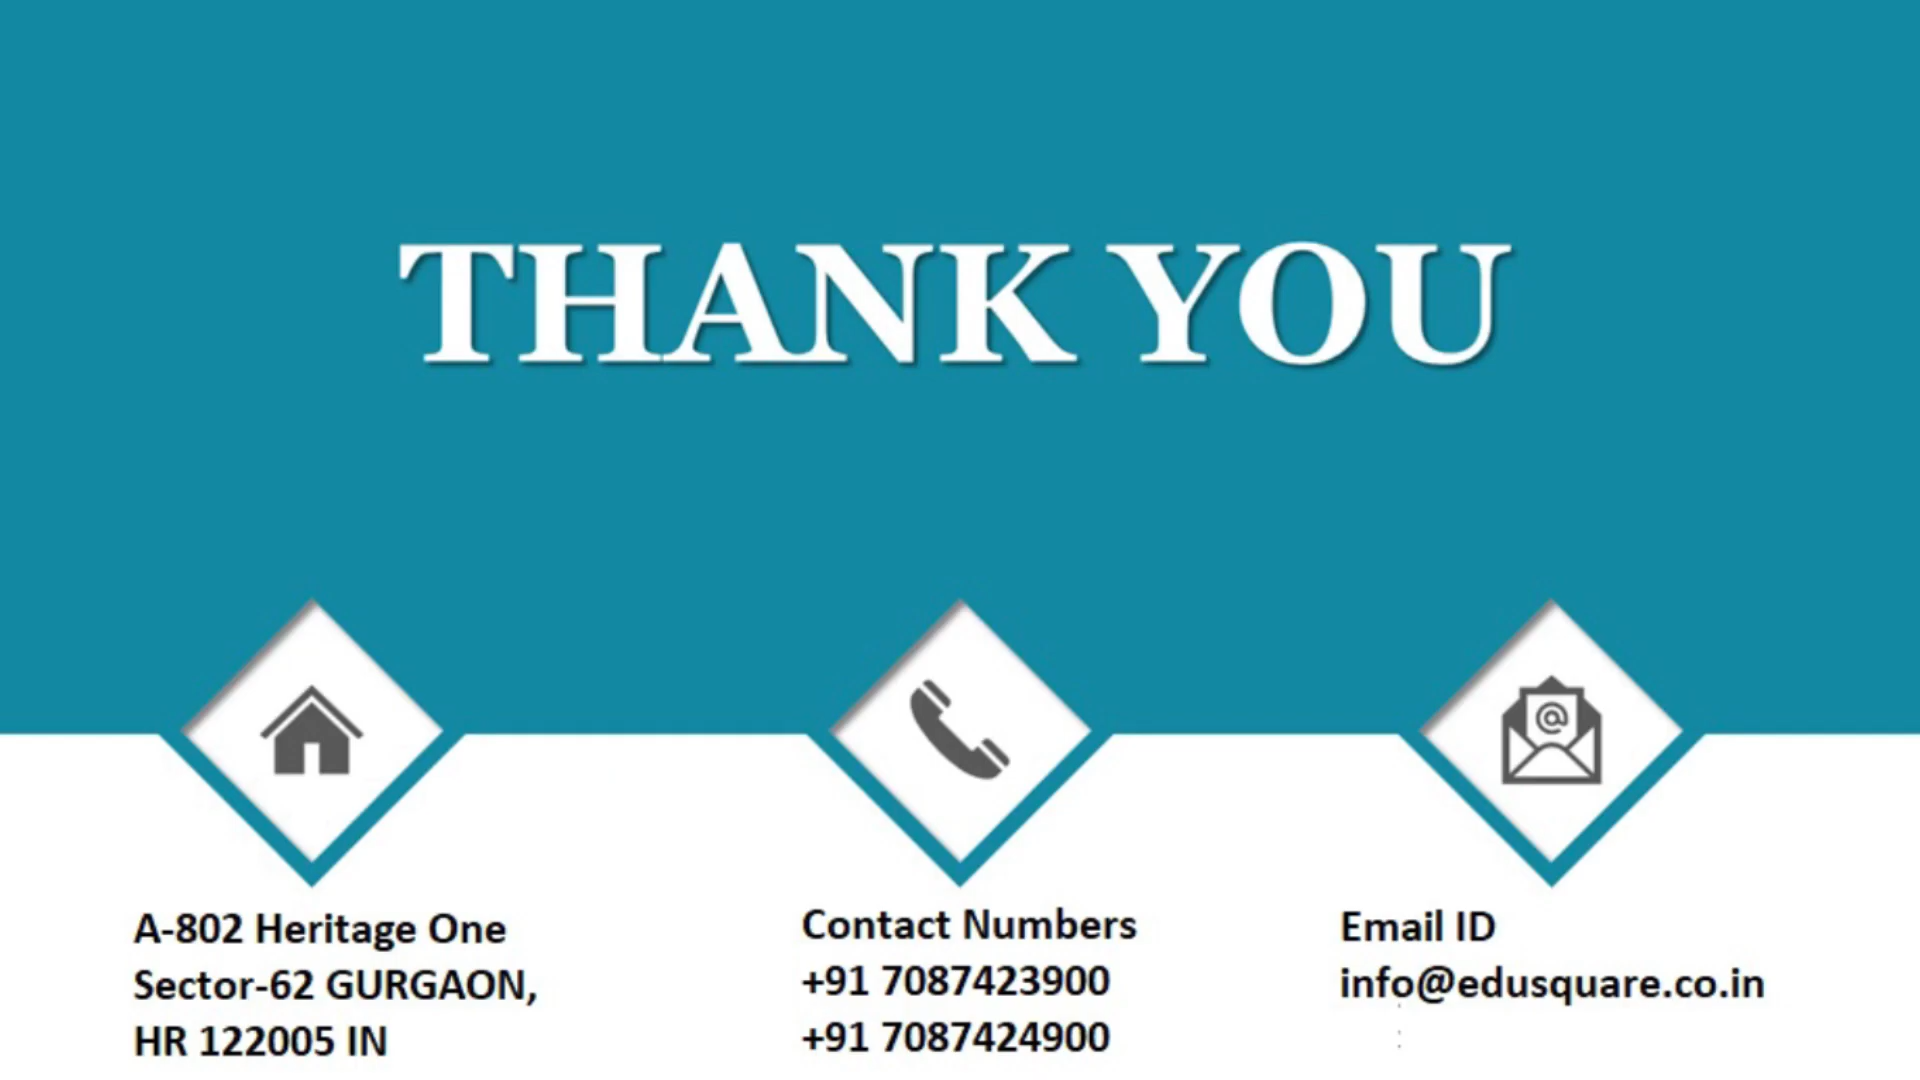 THANK YOU
A-802 Heritage One
Sector-62 GURGAON,
HR 122005 IN
Contact Numbers
+91 7087423900
+91 7087424900
Email ID
info@edusquare.co.in